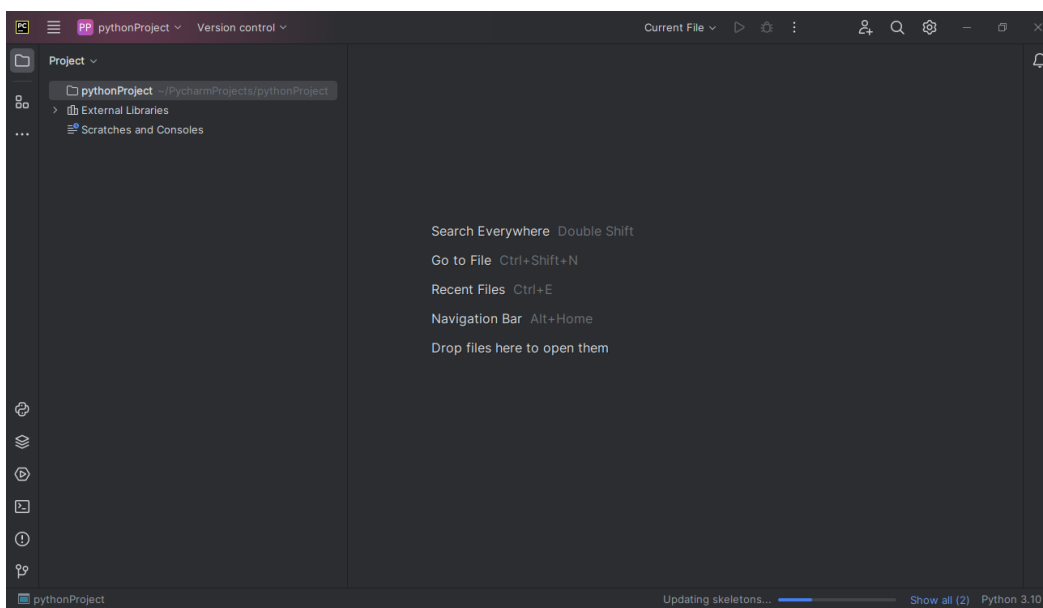 PC
PP pythonProject Version control Current File
Project
pythonProject ~/PycharmProjects/pythonProject
External Libraries
Scratches and Consoles
Search Everywhere Double Shift
Go to File Ctrl+Shift+N
Recent Files Ctrl+E
Navigation Bar Alt+Home
Drop files here to open them
pythonProject Updating skeletons... Show all (2) Python 3.10